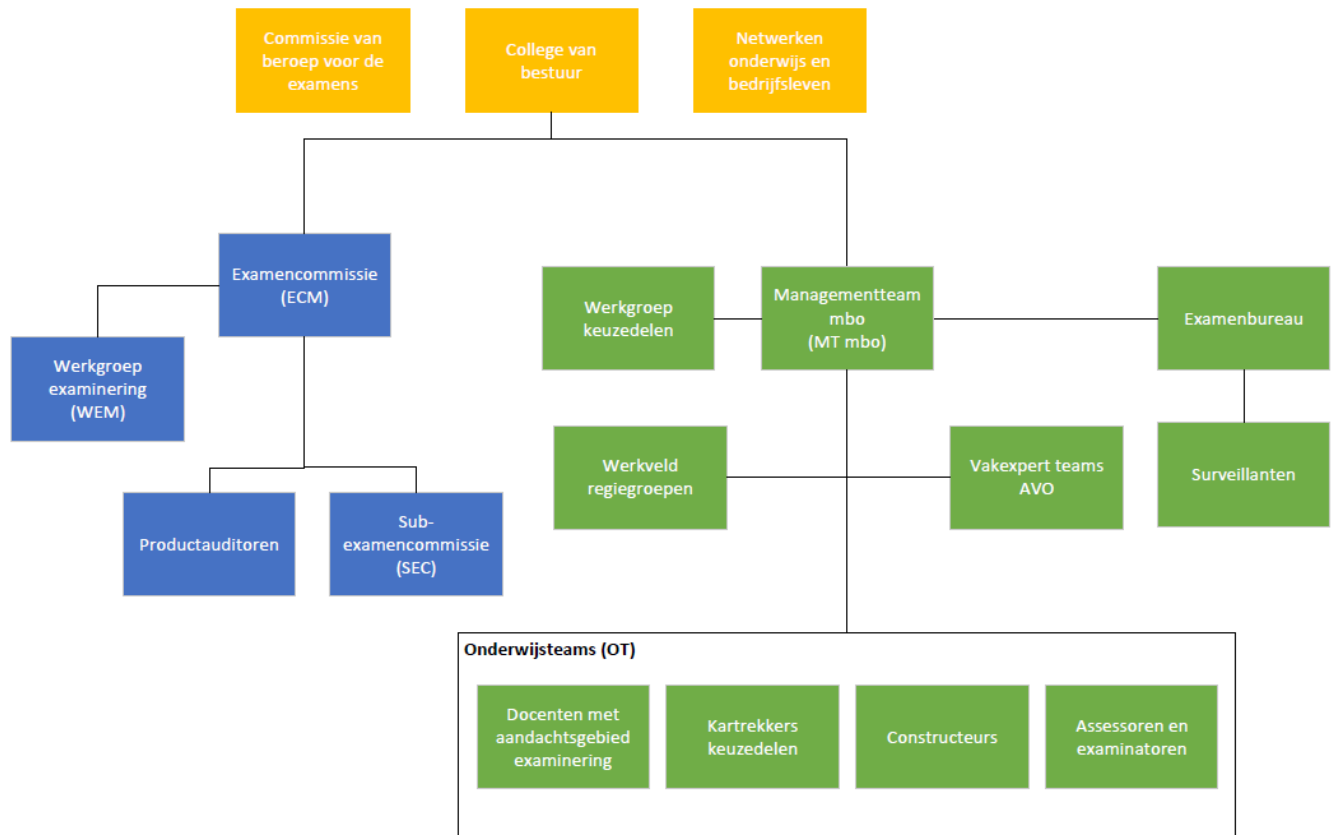 Commissie van
beroep voor de
examens
College van
bestuur
Netwerken
onderwijs en
bedrijfsleven
Examencommissie
(ECM)
Werkgroep
keuzedelen
Managementteam
mbo
(MT mbo)
Examenbureau
Werkgroep
examinering
(WEM)
Werkveld
regiegroepen
Vakexpert teams
AVO
Surveillanten
Productauditoren
Sub-
examencommissie
(SEC)
Onderwijsteams (OT)
Docenten met
aandachtsgebied
examinering
Kartrekkers
keuzedelen
Constructeurs
Assessoren en
examinatoren